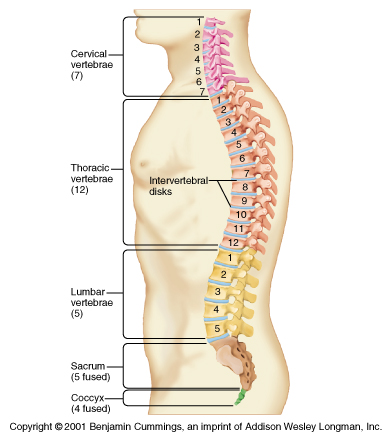 Cervical
vertebrae
(7)
1
2
3
4
5
6
7
Thoracic
vertebrae
(12)
1
2
3
4
5
6
7
8
9
10
11
12
Intervertebral
disks
Lumbar
vertebrae
(5)
1
2
3
4
5
Sacrum
(5 fused)
Coccyx
(4 fused)
Copyright © 2001 Benjamin Cummings, an imprint of Addison Wesley Longman, Inc.